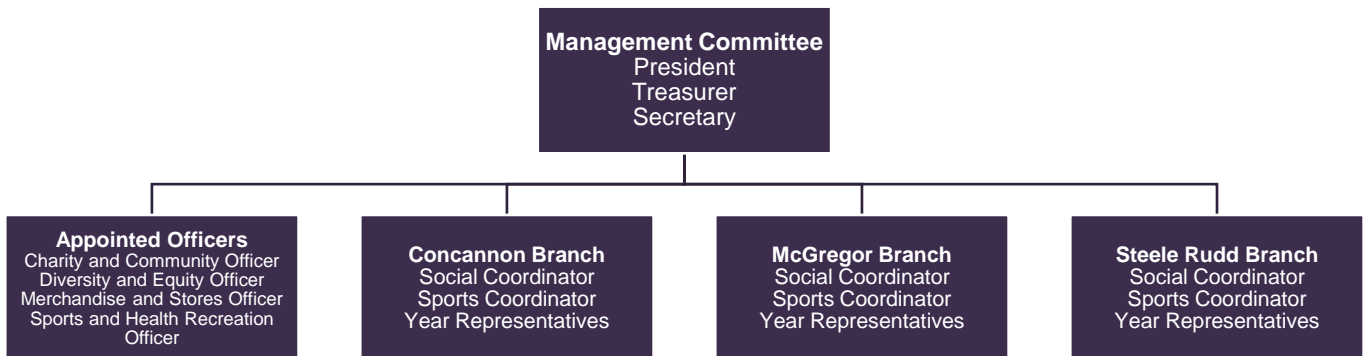 Management Committee
President
Treasurer
Secretary
Appointed Officers
Charity and Community Officer
Diversity and Equity Officer
Merchandise and Stores Officer
Sports and Health Recreation
Officer
Concannon Branch
Social Coordinator
Sports Coordinator
Year Representatives
McGregor Branch
Social Coordinator
Sports Coordinator
Year Representatives
Steele Rudd Branch
Social Coordinator
Sports Coordinator
Year Representatives